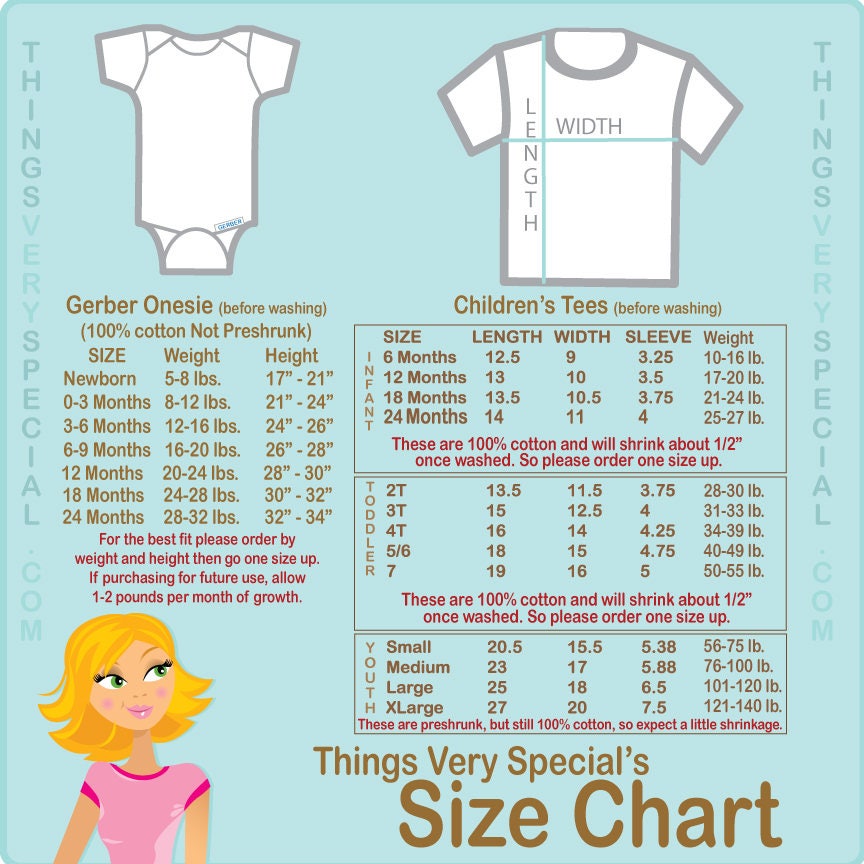 THINGSVERYSPECIAL.COM
THINGSVERYSPECIAL.COM
GERBER
LENGTH
WIDTH
Gerber Onesie (before washing)
(100% cotton Not Preshrunk)
SIZE Weight Height
Newborn 5-8 lbs. 17” - 21”
0-3 Months 8-12 lbs. 21” - 24”
3-6 Months 12-16 lbs. 24” - 26”
6-9 Months 16-20 lbs. 26” - 28”
12 Months 20-24 lbs. 28” - 30”
18 Months 24-28 lbs. 30” - 32”
24 Months 28-32 lbs. 32” - 34”
For the best fit please order by
weight and height then go one size up.
If purchasing for future use, allow
1-2 pounds per month of growth.
Children’s Tees (before washing)
INFANT
SIZE LENGTH WIDTH SLEEVE Weight
6 Months 12.5 9 3.25 10-16 lb.
12 Months 13 10 3.5 17-20 lb.
18 Months 13.5 10.5 3.75 21-24 lb.
24 Months 14 11 4 25-27 lb.
These are 100% cotton and will shrink about 1/2”
once washed. So please order one size up.
TODDLER
2T 13.5 11.5 3.75 28-30 lb.
3T 15 12.5 4 31-33 lb.
4T 16 14 4.25 34-39 lb.
5/6 18 15 4.75 40-49 lb.
7 19 16 5 50-55 lb.
These are 100% cotton and will shrink about 1/2”
once washed. So please order one size up.
YOUTH
Small 20.5 15.5 5.38 56-75 lb.
Medium 23 17 5.88 76-100 lb.
Large 25 18 6.5 101-120 lb.
XLarge 27 20 7.5 121-140 lb.
These are preshrunk, but still 100% cotton, so expect a little shrinkage.
Things Very Special’s
Size Chart